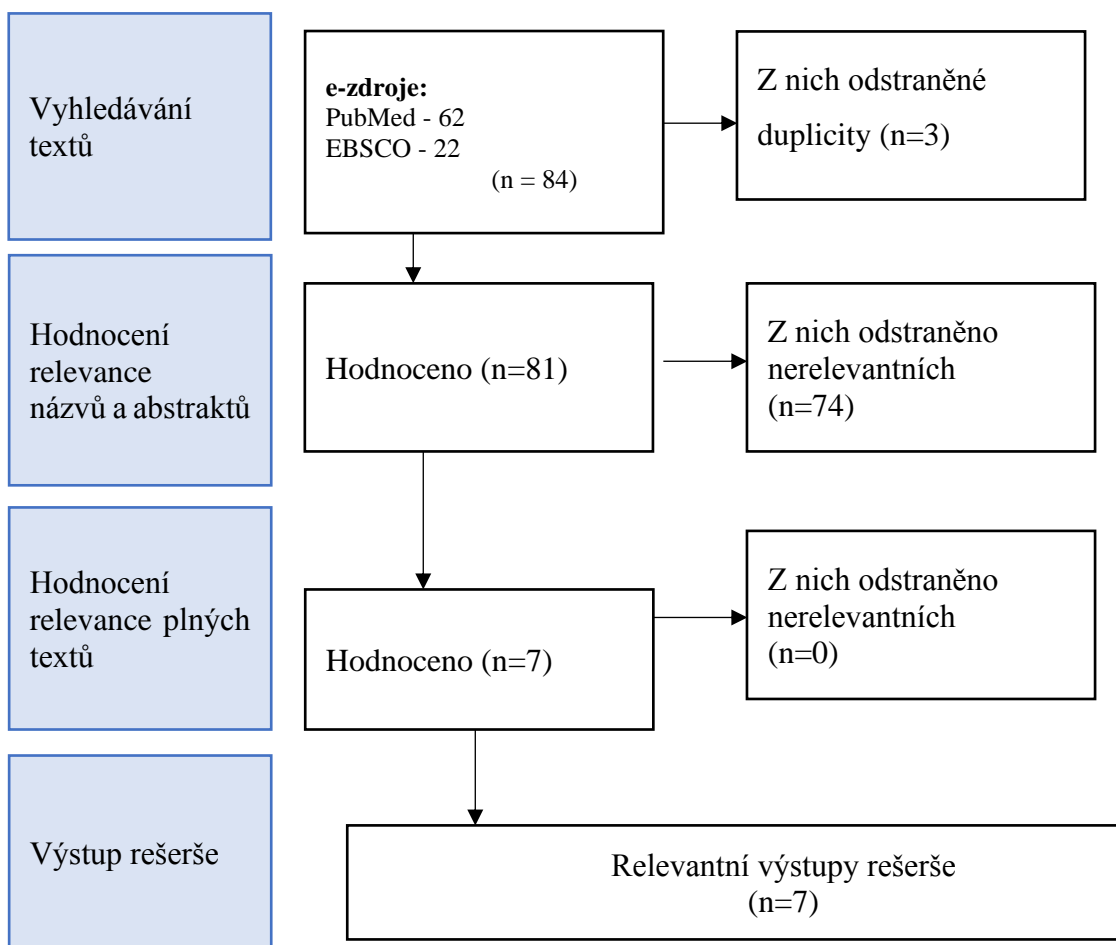 Vyhledávání
textů
e-zdroje:
PubMed - 62
EBSCO - 22
(n = 84)
Z nich odstraněné
duplicity (n=3)
Hodnocení
relevance
názvů a abstraktů
Hodnoceno (n=81)
Z nich odstraněno
nerelevantních
(n=74)
Hodnocení
relevance plných
textů
Hodnoceno (n=7)
Z nich odstraněno
nerelevantních
(n=0)
Výstup rešerše
Relevantní výstupy rešerše
(n=7)